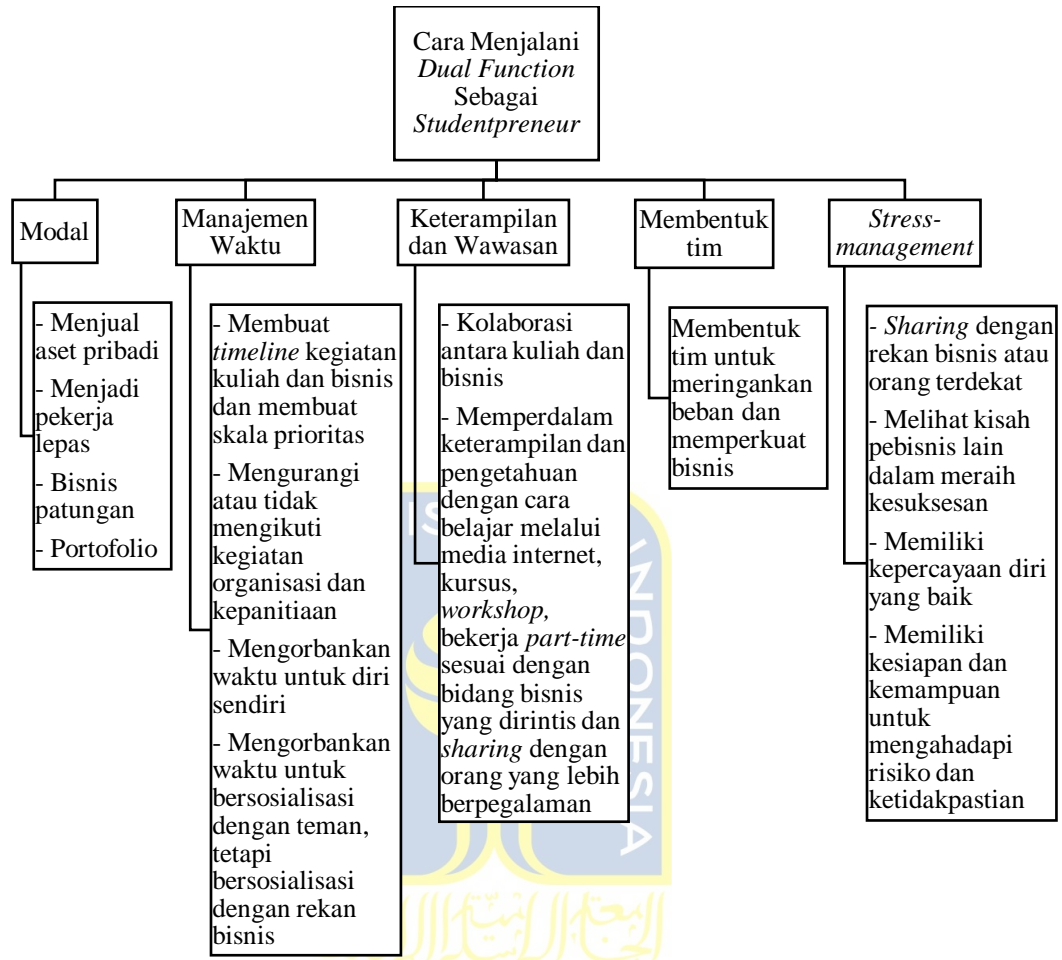 Cara Menjalani
Dual Function
Sebagai
Studentpreneur
Modal
- Menjual
aset pribadi
- Menjadi
pekerja
lepas
- Bisnis
patungan
- Portofolio
Manajemen
Waktu
- Membuat
timeline kegiatan
kuliah dan bisnis
dan membuat
skala prioritas
- Mengurangi
atau tidak
mengikuti
kegiatan
organisasi dan
kepanitiaan
- Mengorbankan
waktu untuk diri
sendiri
- Mengorbankan
waktu untuk
bersosialisasi
dengan teman,
tetapi
bersosialisasi
dengan rekan
bisnis
Keterampilan
dan Wawasan
- Kolaborasi
antara kuliah dan
bisnis
- Memperdalam
keterampilan dan
pengetahuan
dengan cara
belajar melalui
media internet,
kursus,
workshop,
bekerja part-time
sesuai dengan
bidang bisnis
yang dirintis dan
sharing dengan
orang yang lebih
berpegalaman
Membentuk
tim
Membentuk
tim untuk
meringankan
beban dan
memperkuat
bisnis
Stress-
management
- Sharing dengan
rekan bisnis atau
orang terdekat
- Melihat kisah
pebisnis lain
dalam meraih
kesuksesan
- Memiliki
kepercayaan diri
yang baik
- Memiliki
kesiapan dan
kemampuan
untuk
mengahadapi
risiko dan
ketidakpastian
IS
INDONESIA